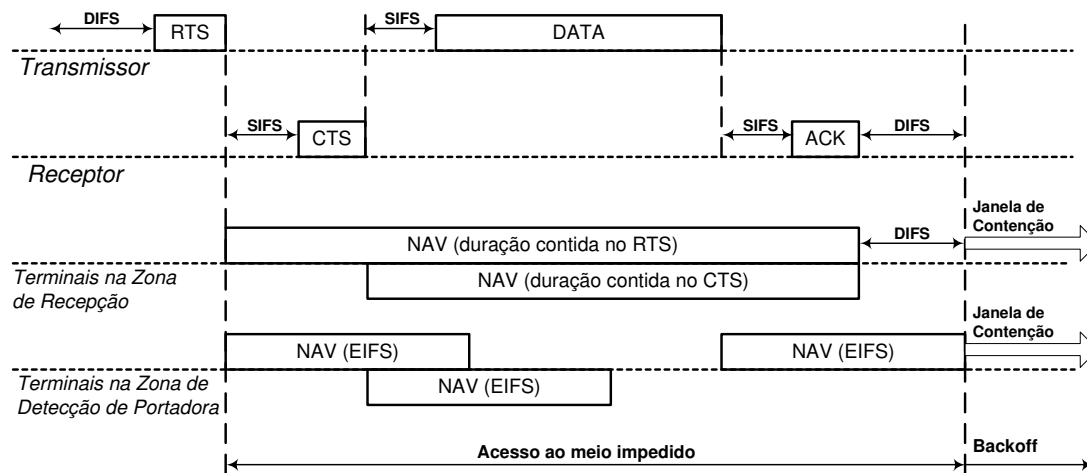 DIFS
RTS
SIFS
DATA
Transmissor
SIFS
CTS
SIFS
ACK
DIFS
Receptor
NAV (duração contida no RTS)
DIFS
Janela de
Contenção
Terminais na Zona
de Recepção
NAV (duração contida no CTS)
NAV (EIFS)
NAV (EIFS)
Janela de
Contenção
Terminais na Zona de
Detecção de Portadora
NAV (EIFS)
Acesso ao meio impedido
Backoff